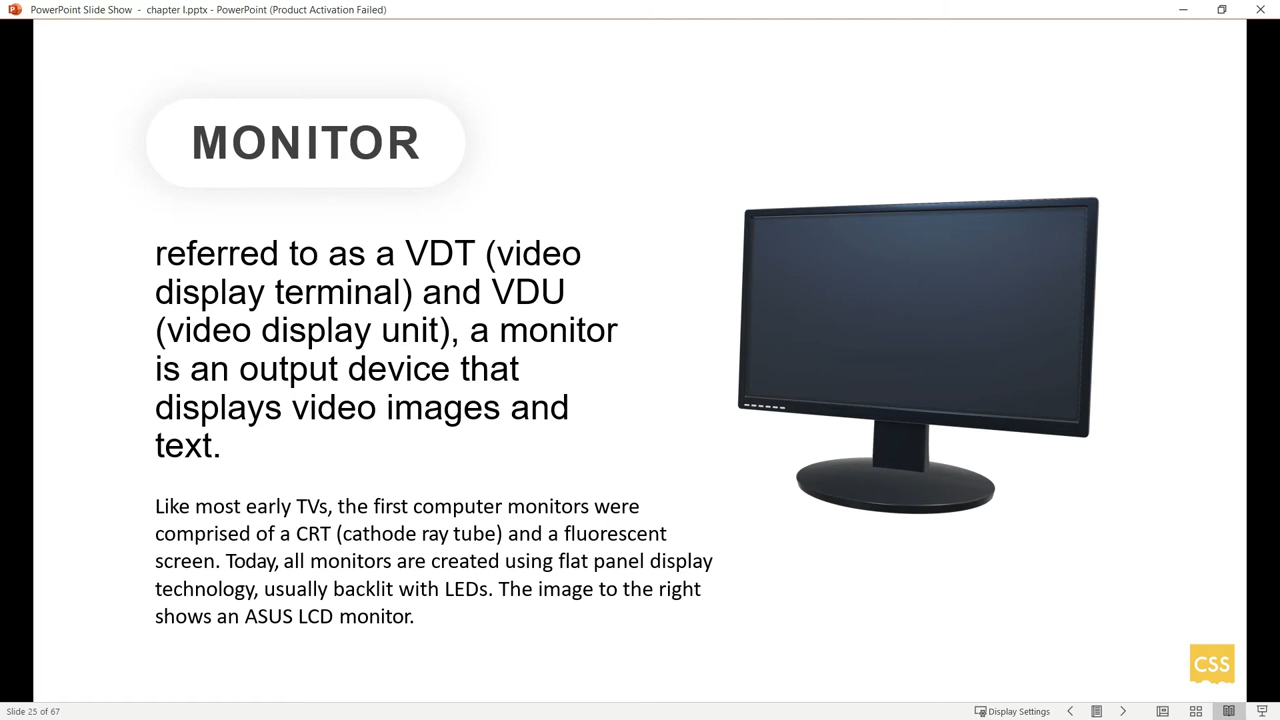 PowerPoint Slide Show - chapter I.pptx - PowerPoint (Product Activation Failed)
MONITOR
referred to as a VDT (video
display terminal) and VDU
(video display unit), a monitor
is an output device that
displays video images and
text.
Like most early TVs, the first computer monitors were
comprised of a CRT (cathode ray tube) and a fluorescent
screen. Today, all monitors are created using flat panel display
technology, usually backlit with LEDs. The image to the right
shows an ASUS LCD monitor.
CSS
Slide 25 of 67
Display Settings